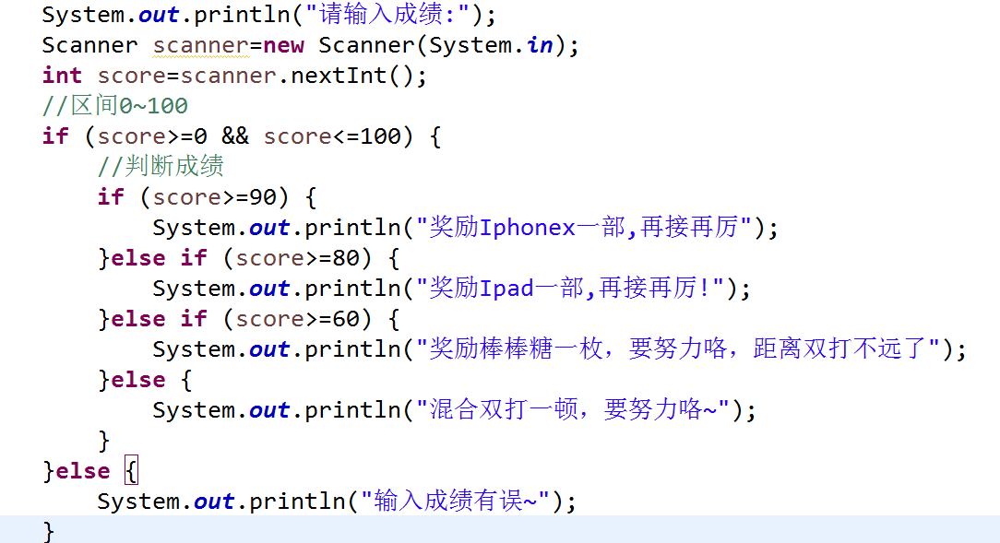 System.out.println("请输入成绩:");
Scanner scanner=new Scanner(System.in);
int score=scanner.nextInt();
//区间0~100
if (score>=0 && score<=100) {
    //判断成绩
    if (score>=90) {
        System.out.println("奖励Iphonex一部,再接再厉");
    }else if (score>=80) {
        System.out.println("奖励Ipad一部,再接再厉!");
    }else if (score>=60) {
        System.out.println("奖励棒棒糖一枚，要努力咯，距离双打不远了");
    }else {
        System.out.println("混合双打一顿，要努力咯~");
    }
}else {
    System.out.println("输入成绩有误~");
}